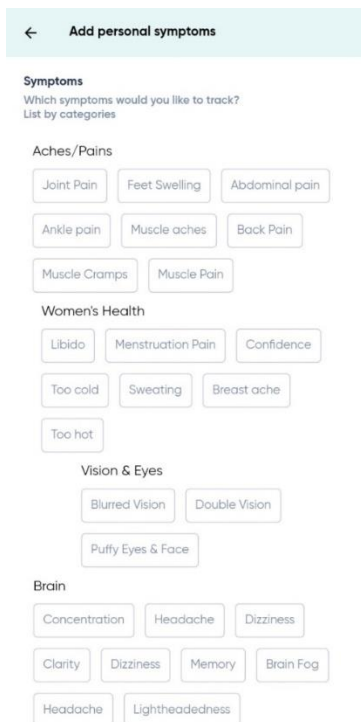 Add personal symptoms
Symptoms
Which symptoms would you like to track?
List by categories
Aches/Pains
Joint Pain Feet Swelling Abdominal pain
Ankle pain Muscle aches Back Pain
Muscle Cramps Muscle Pain
Women's Health
Libido Menstruation Pain Confidence
Too cold Sweating Breast ache
Too hot
Vision & Eyes
Blurred Vision Double Vision
Puffy Eyes & Face
Brain
Concentration Headache Dizziness
Clarity Dizziness Memory Brain Fog
Headache Lightheadedness